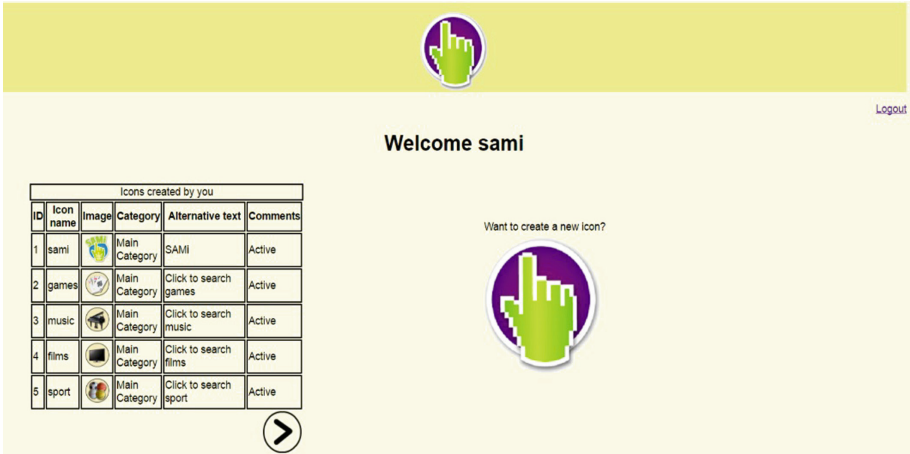 Logout
Welcome sami
Icons created by you
ID Icon name Image Category Alternative text Comments
1 sami SAMi Main Category SAMi Active
2 games Main Category Click to search games Active
3 music Main Category Click to search music Active
4 films Main Category Click to search films Active
5 sport Main Category Click to search sport Active
Want to create a new icon?